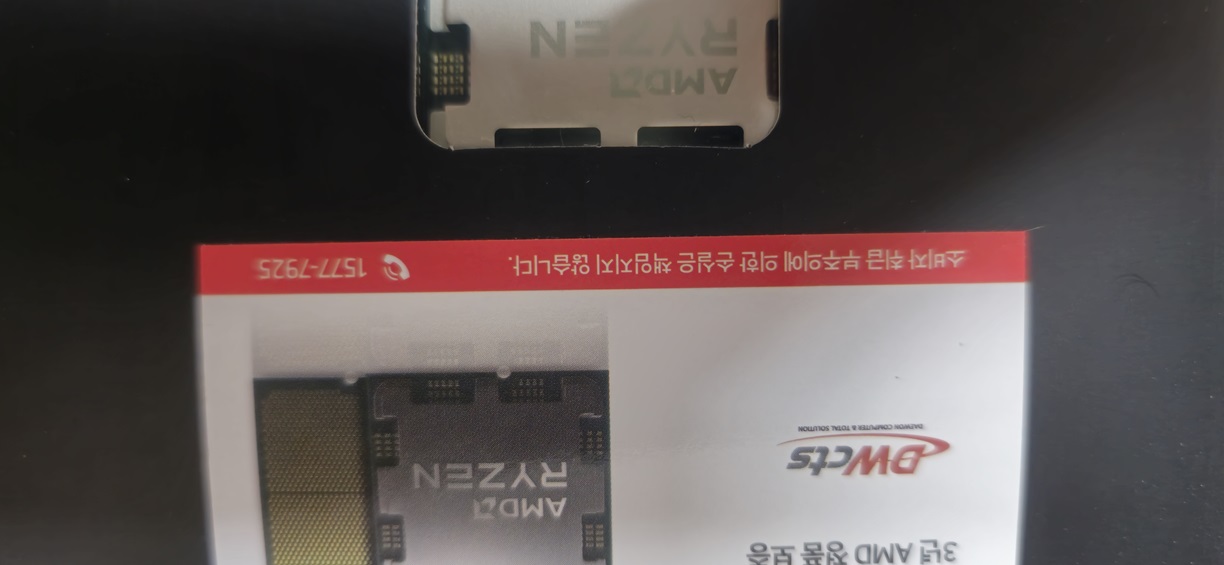 3년 AMD 정품 보증
DWcts
DAEWON COMPUTER & TOTAL SOLUTION
AMD
RYZEN
소비자 취급 부주의에 의한 손실은 책임지지 않습니다.
1577-7925
AMD
RYZEN